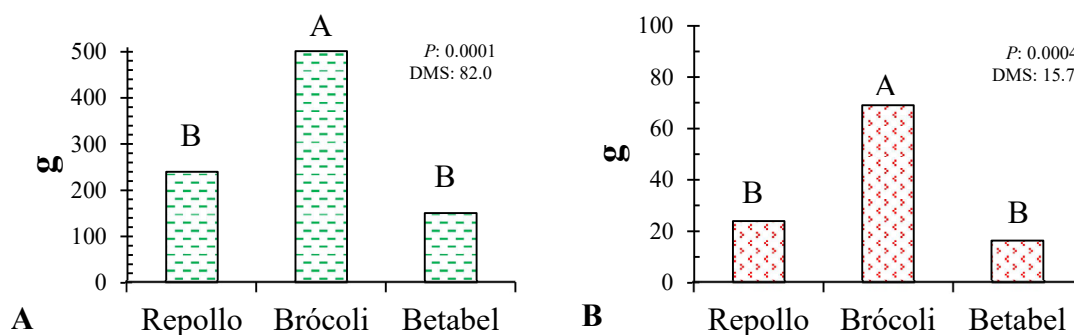 A
P: 0.0001
DMS: 82.0
500
400
300
200
100
0
g
B
B
A
Repollo Brócoli Betabel
P: 0.0004
DMS: 15.7
100
80
60
40
20
0
g
A
B
B
B
Repollo Brócoli Betabel